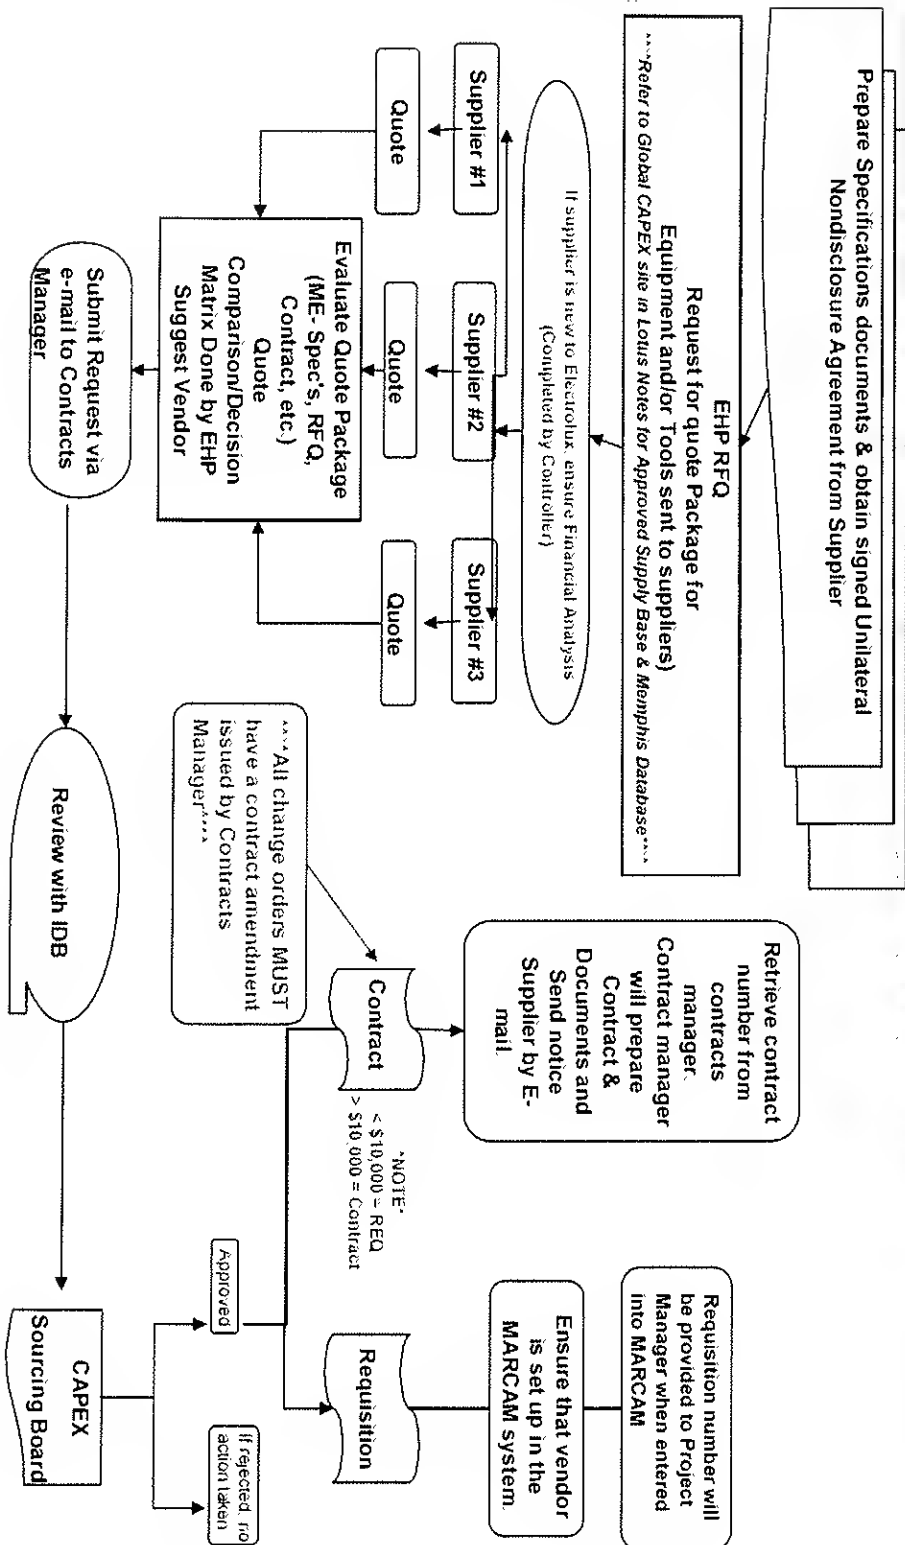 Prepare Specifications documents & obtain signed Unilateral
Nondisclosure Agreement from Supplier
EHP RFQ
Request for quote Package for
Equipment and/or Tools sent to suppliers)
****Refer to Global CAPEX site in Lotus Notes for Approved Supply Base & Memphis Database****
If supplier is new to Electrolux, ensure Financial Analysis
(Completed by Controller)
Supplier #1
Supplier #2
Supplier #3
Quote
Quote
Quote
Evaluate Quote Package
(ME- Spec's, RFQ,
Contract, etc.)
Quote
Comparison/Decision
Matrix Done by EHP
Suggest Vendor
Submit Request via
e-mail to Contracts
Manager
Review with IDB
CAPEX
Sourcing Board
Approved
If rejected, no
action taken
Contract
*NOTE*
< $10,000 = REQ
> $10,000 = Contract
****All change orders MUST
have a contract amendment
issued by Contracts
Manager****
Retrieve contract
number from
contracts
manager.
Contract manager
will prepare
Contract &
Documents and
Send notice
Supplier by E-
mail.
Requisition
Ensure that vendor
is set up in the
MARCAM system.
Requisition number will
be provided to Project
Manager when entered
into MARCAM